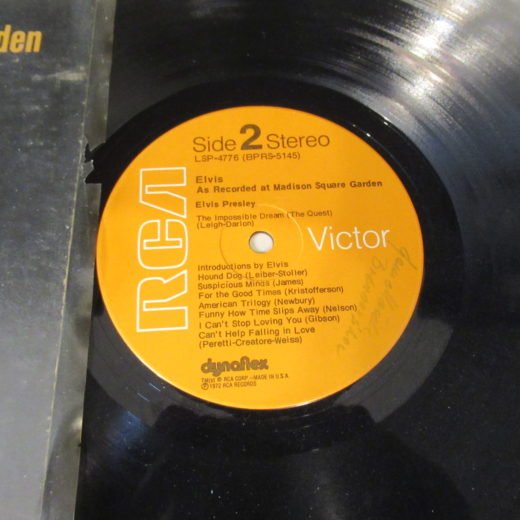 den
Side 2 Stereo
LSP-4776 (BPRS-5145)
Elvis
As Recorded at Madison Square Garden
Elvis Presley
The Impossible Dream (The Quest)
(Leigh-Darion)
RCA
Victor
Introductions by Elvis
Hound Dog (Leiber-Stoller)
Suspicious Minds (James)
For the Good Times (Kristofferson)
American Trilogy (Newbury)
Funny How Time Slips Away (Nelson)
I Can't Stop Loving You (Gibson)
Can't Help Falling in Love
(Peretti-Creatore-Weiss)
dynaflex
TM(s) ® RCA CORP.-MADE IN U.S.A.
℗ 1972 RCA RECORDS